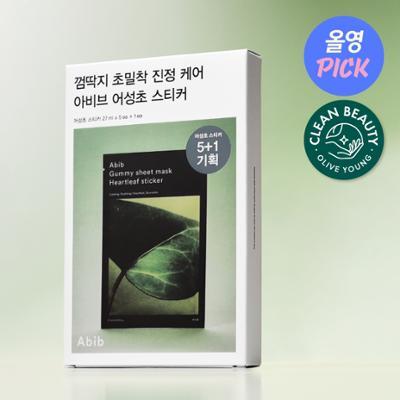 올영
PICK
CLEAN BEAUTY
OLIVE YOUNG
껌딱지 초밀착 진정 케어
아비브 어성초 스티커
어성초 스티커
5+1
기획
Abib
Gummy sheet mask
Heartleaf sticker
Abib